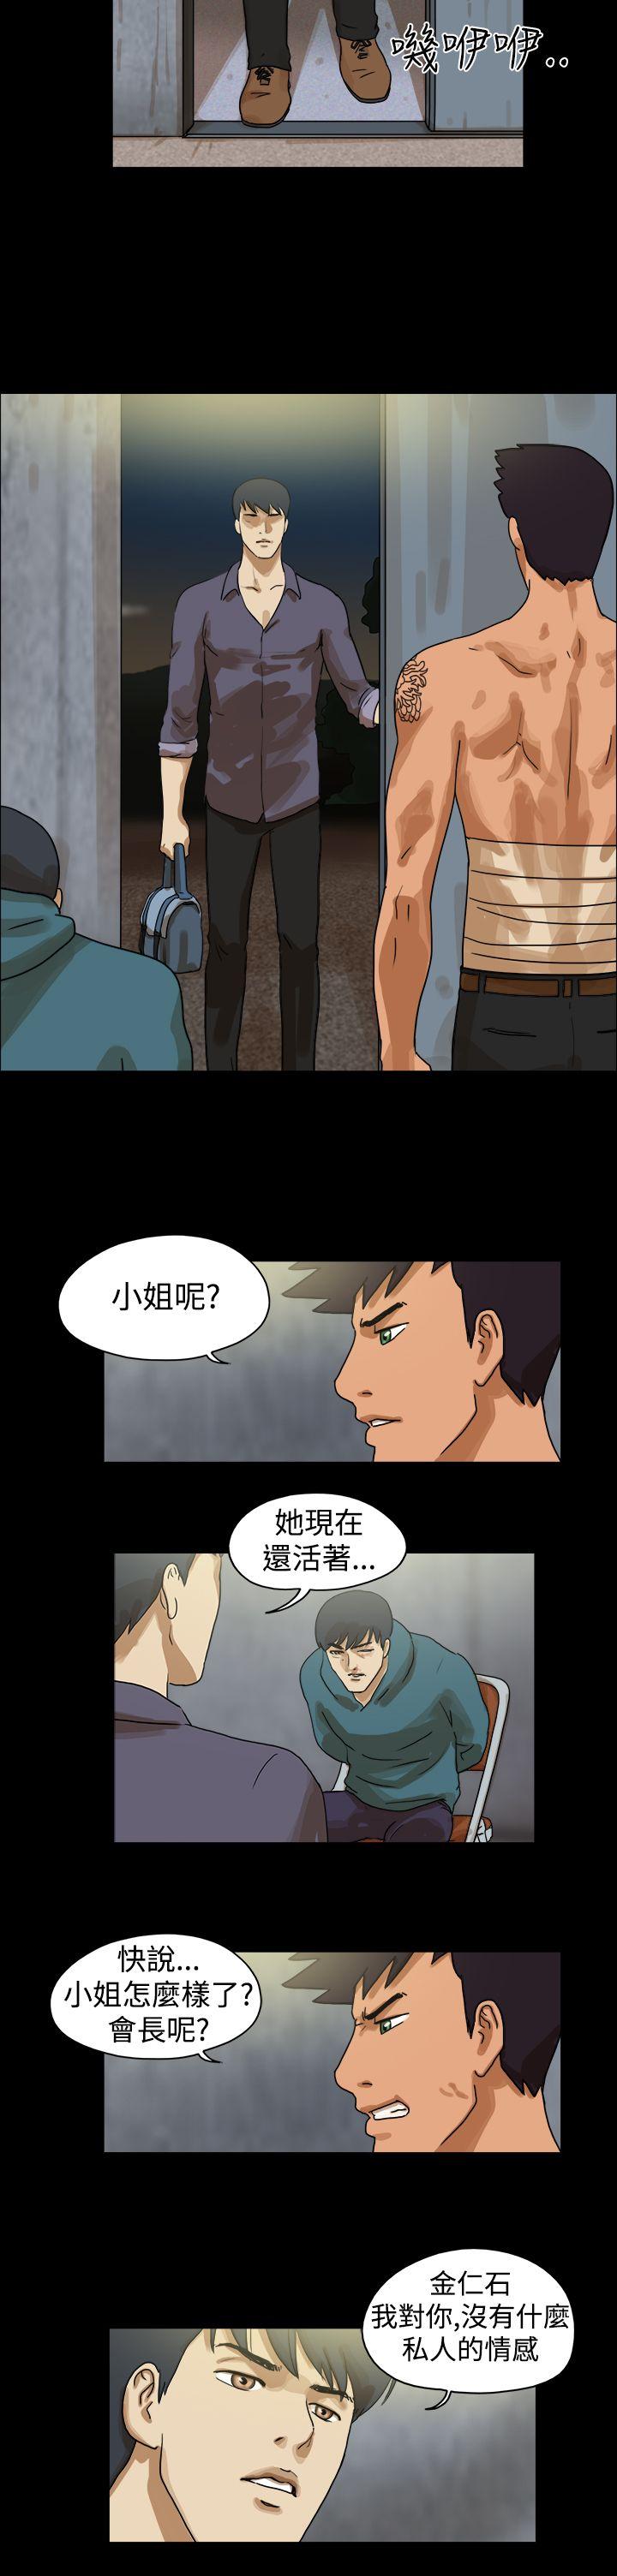 嘰咿咿..
小姐呢?
她現在
還活著...
快說...
小姐怎麼樣了?
會長呢?
金仁石
我對你,沒有什麼
私人的情感